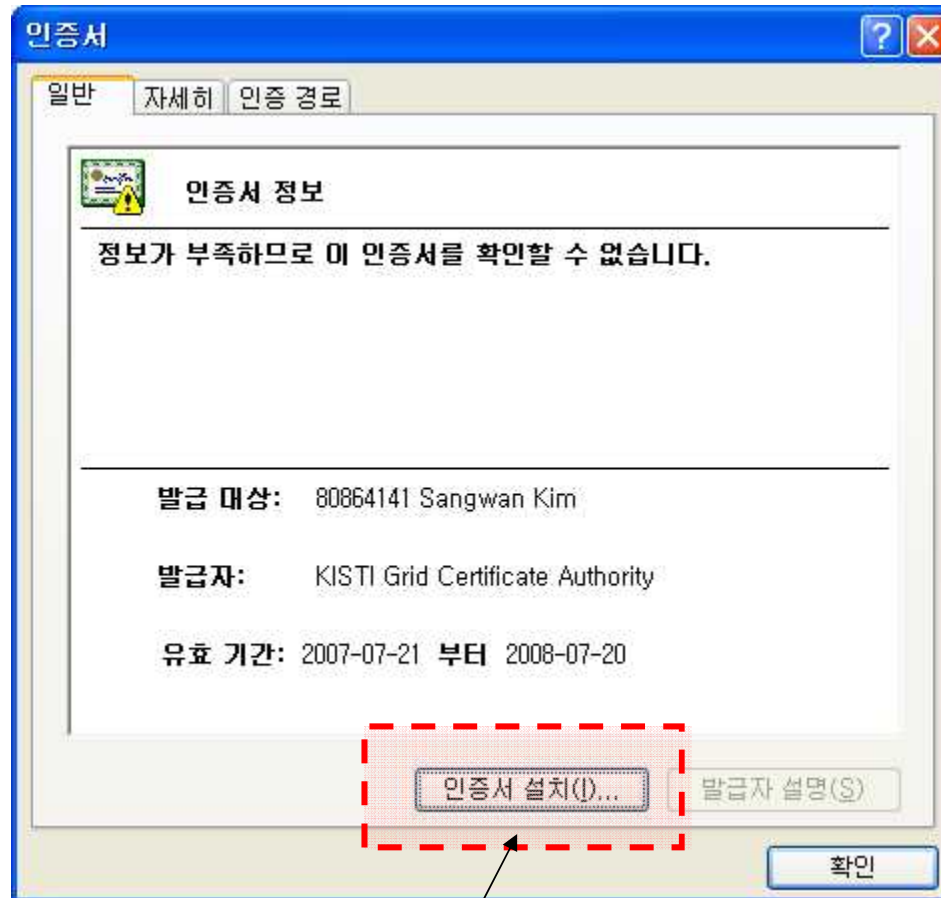 인증서
일반 자세히 인증 경로
인증서 정보
정보가 부족하므로 이 인증서를 확인할 수 없습니다.
발급 대상: 80864141 Sangwan Kim
발급자: KISTI Grid Certificate Authority
유효 기간: 2007-07-21 부터 2008-07-20
인증서 설치(I)... 발급자 설명(S)
확인